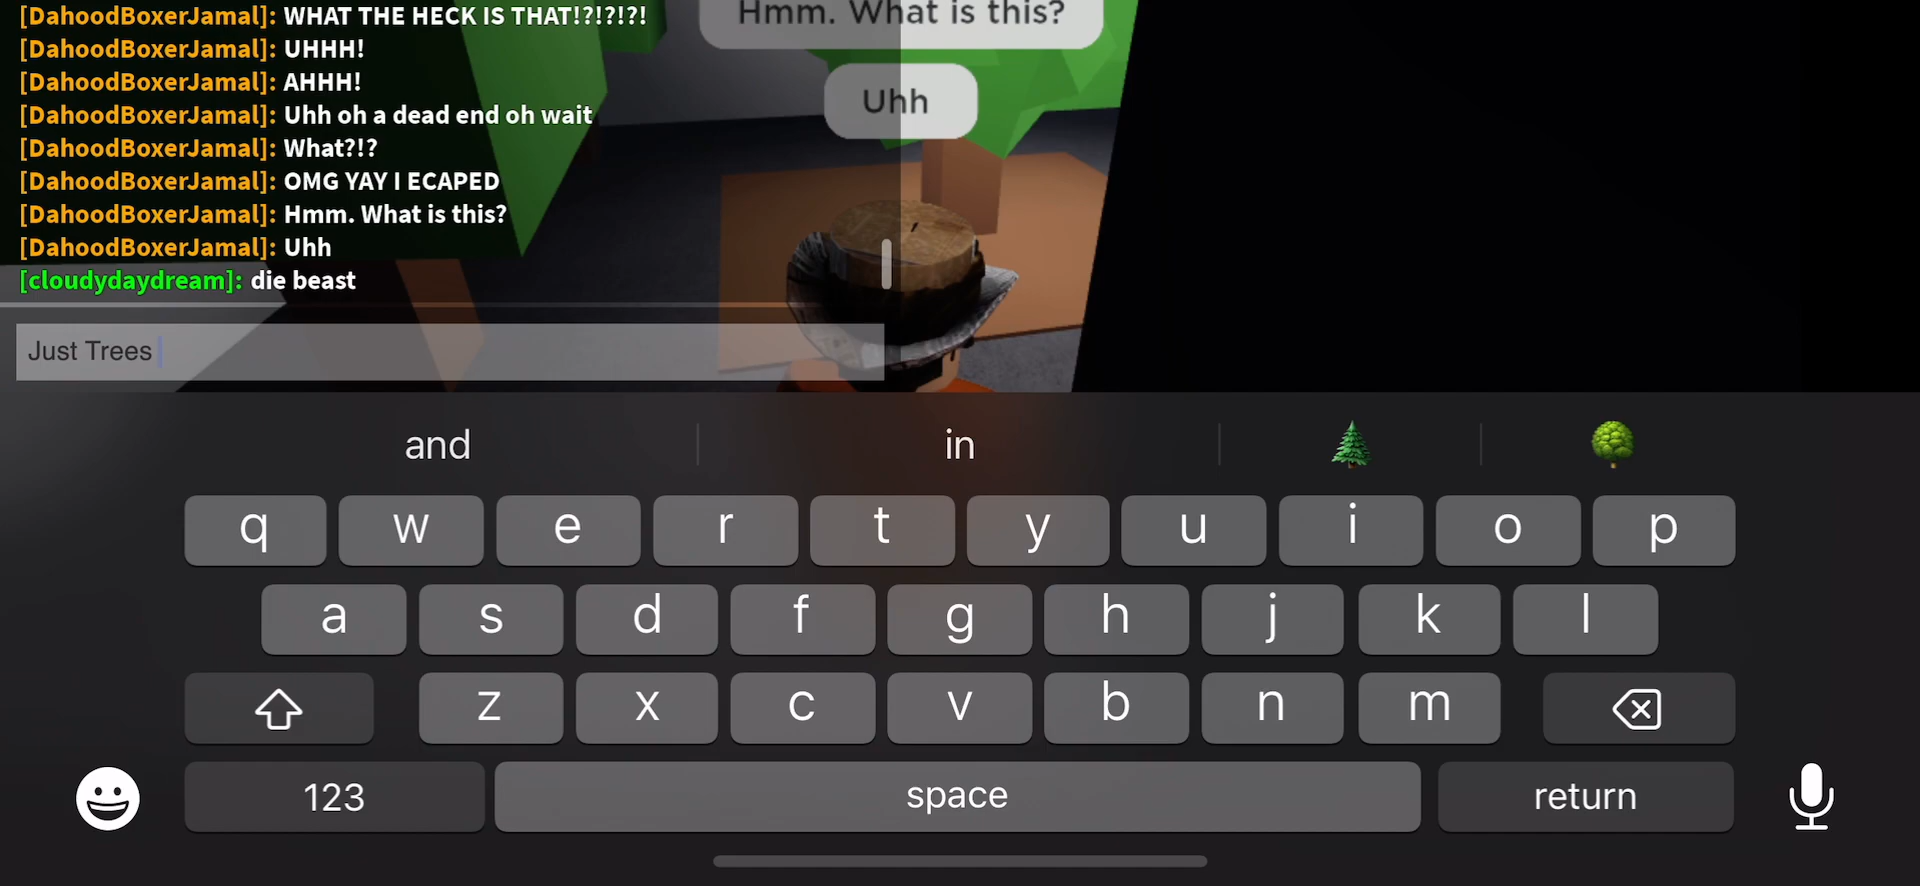 [DahoodBoxerJamal]: WHAT THE HECK IS THAT!?!?!?!
[DahoodBoxerJamal]: UHHH!
[DahoodBoxerJamal]: AHHH!
[DahoodBoxerJamal]: Uhh oh a dead end oh wait
[DahoodBoxerJamal]: What?!?
[DahoodBoxerJamal]: OMG YAY I ECAPED
[DahoodBoxerJamal]: Hmm. What is this?
[DahoodBoxerJamal]: Uhh
[cloudydaydream]: die beast
Hmm. What is this?
Uhh
Just Trees
and in
q w e r t y u i o p
a s d f g h j k l
z x c v b n m
123 space return